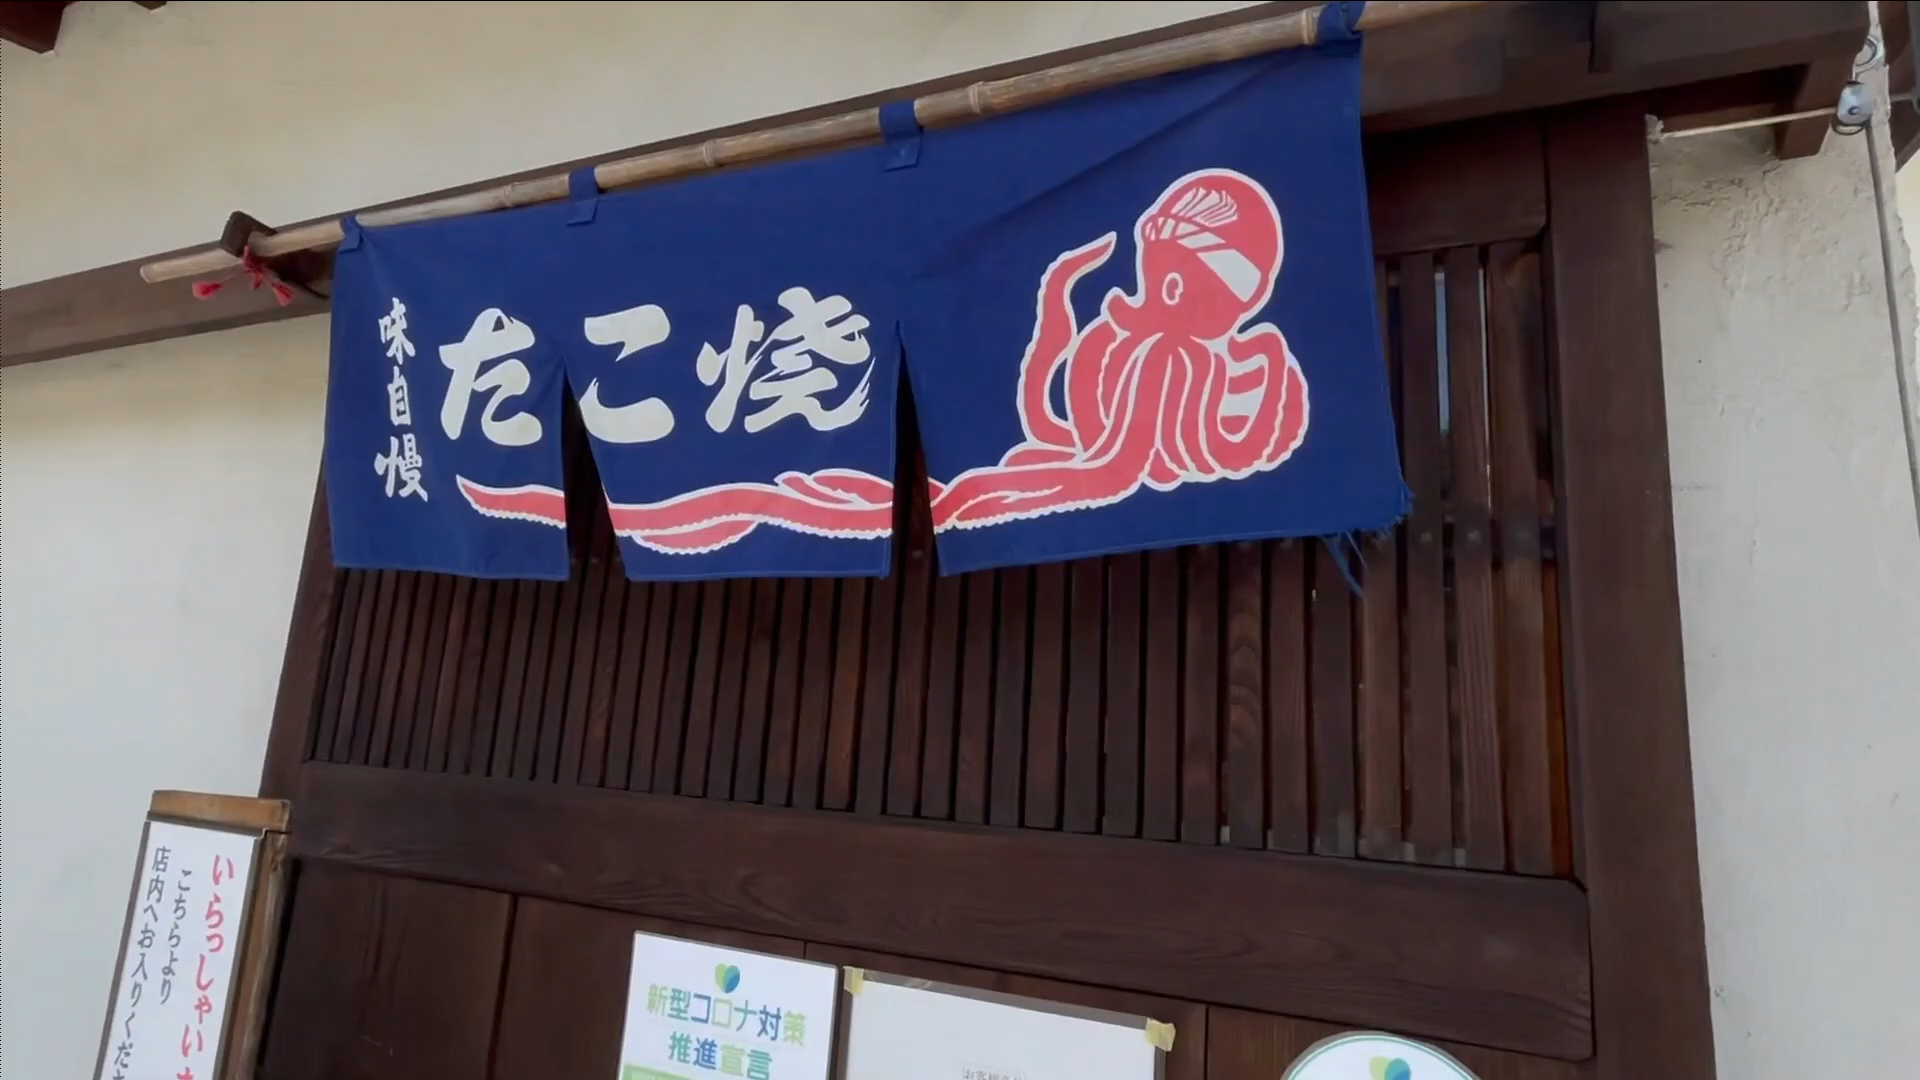 味自慢
たこ焼
いらっしゃいま
こちらより
店内へお入りくだ
新型コロナ対策
推進宣言